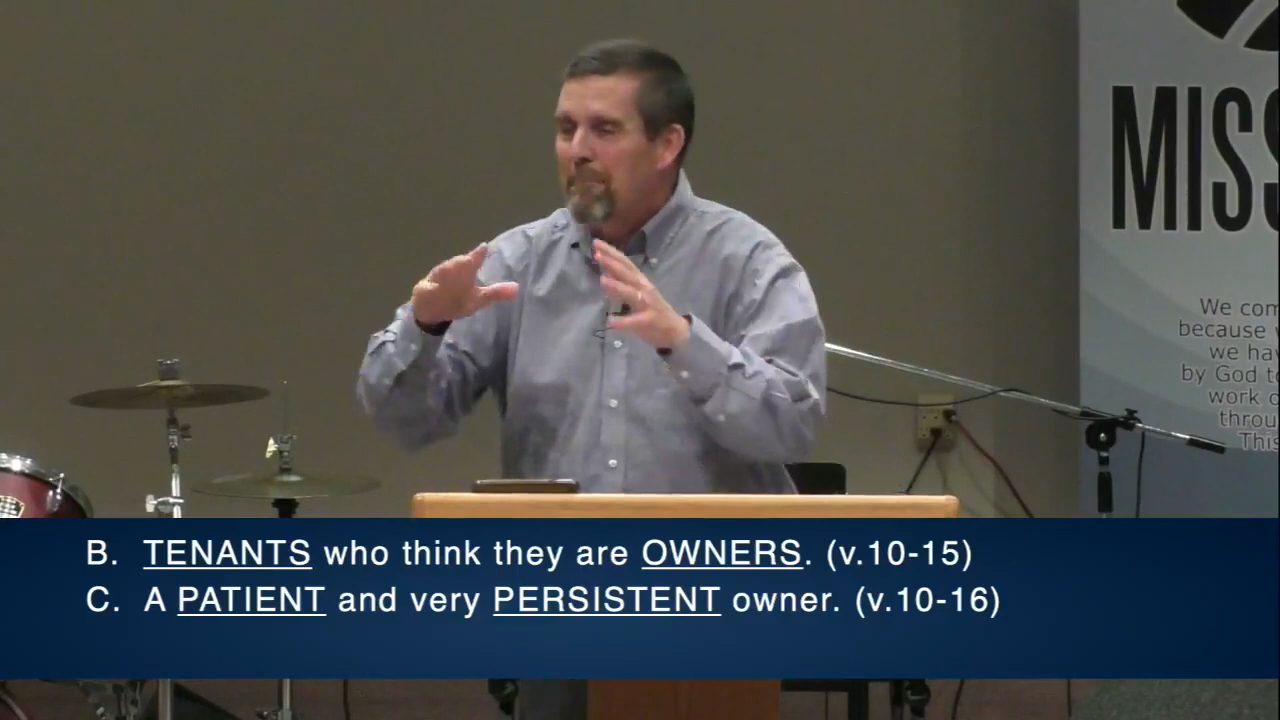 MISS
We com
because
we hav
by God to
work o
throu
This
B. TENANTS who think they are OWNERS. (v.10-15)
C. A PATIENT and very PERSISTENT owner. (v.10-16)